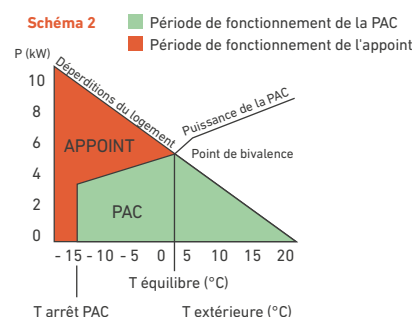 Schéma 2
Période de fonctionnement de la PAC
Période de fonctionnement de l'appoint
P (kW)
Déperditions du logement
Puissance de la PAC
Point de bivalence
APPOINT
PAC
10
8
6
4
2
0
- 15 - 10 - 5 0 5 10 15 20
T équilibre (°C)
T arrêt PAC
T extérieure (°C)